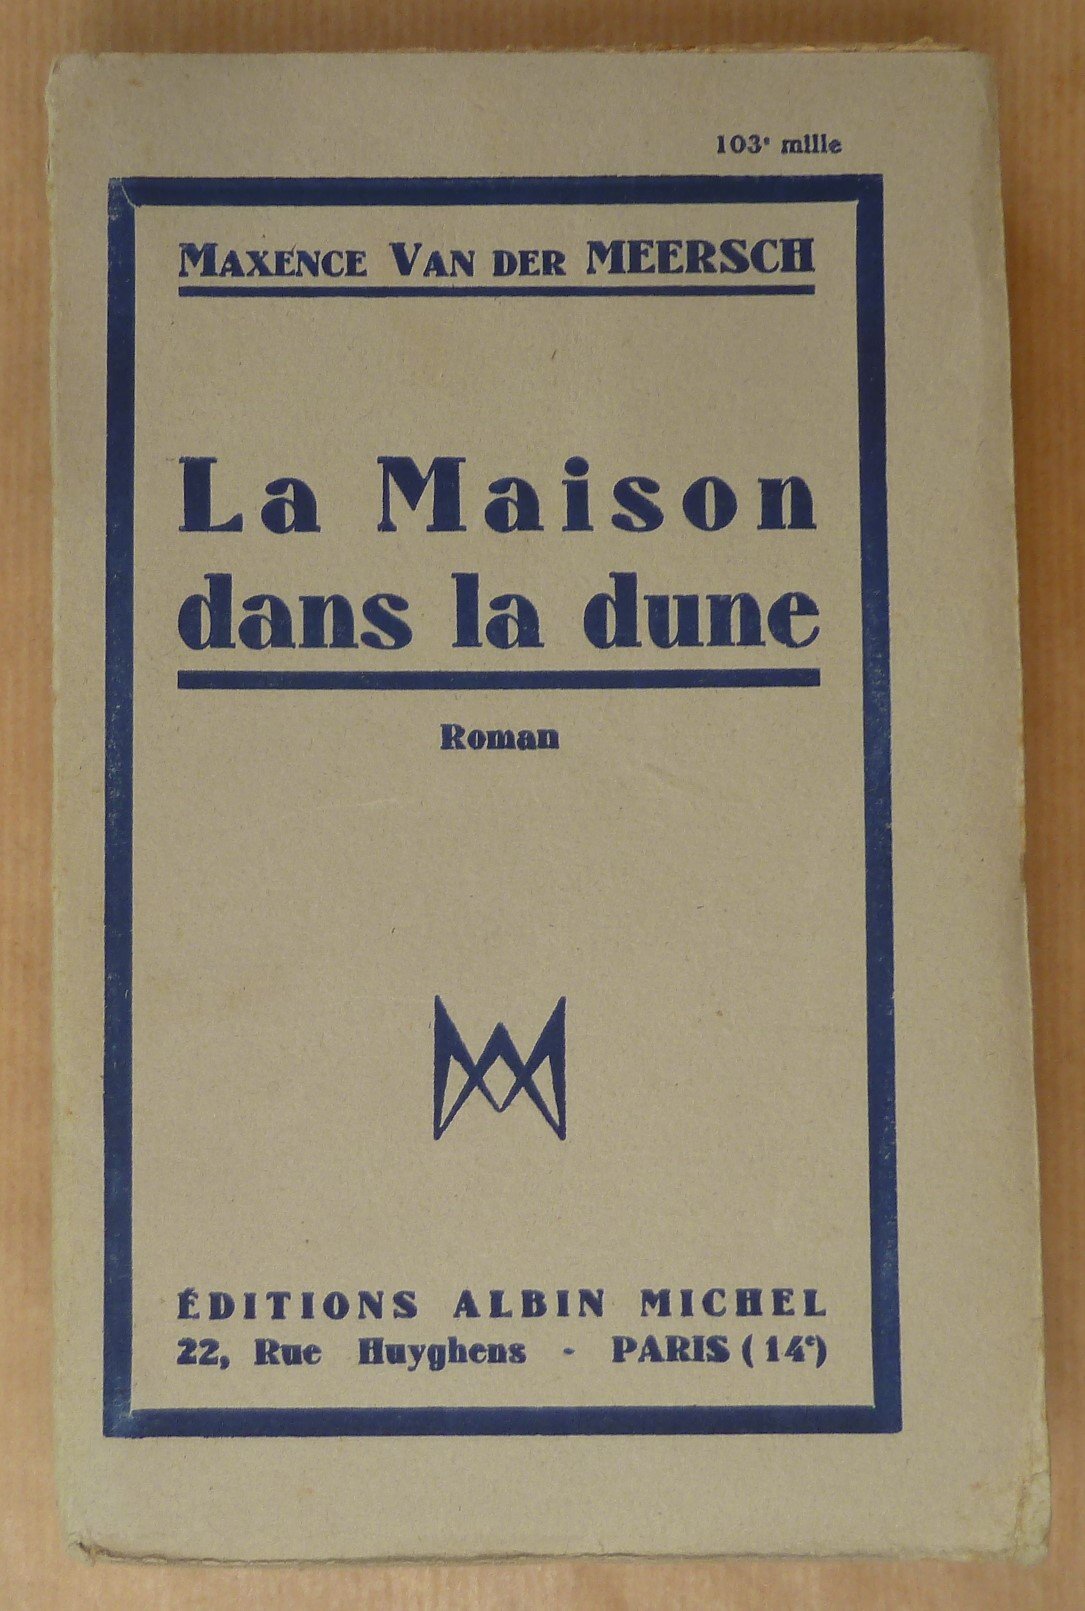 103e mille
MAXENCE VAN DER MEERSCH
La Maison
dans la dune
Roman
ÉDITIONS ALBIN MICHEL
22, Rue Huyghens - PARIS (14e)